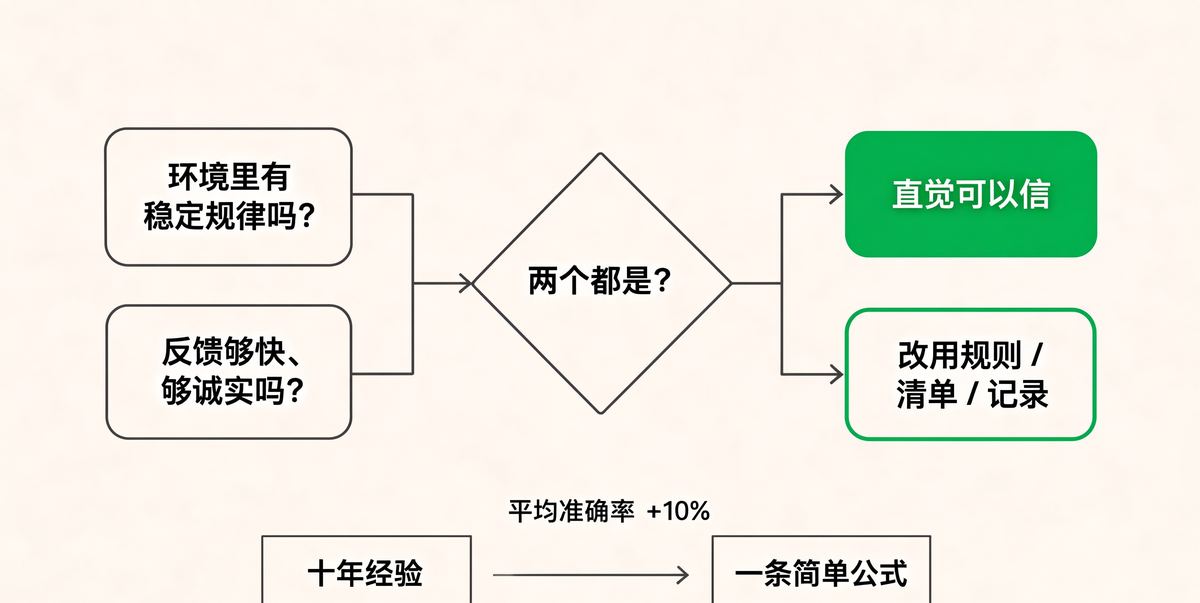 环境里有
稳定规律吗？
反馈够快、
够诚实吗？
两个都是？
直觉可以信
改用规则 /
清单 / 记录
平均准确率 +10%
十年经验
一条简单公式